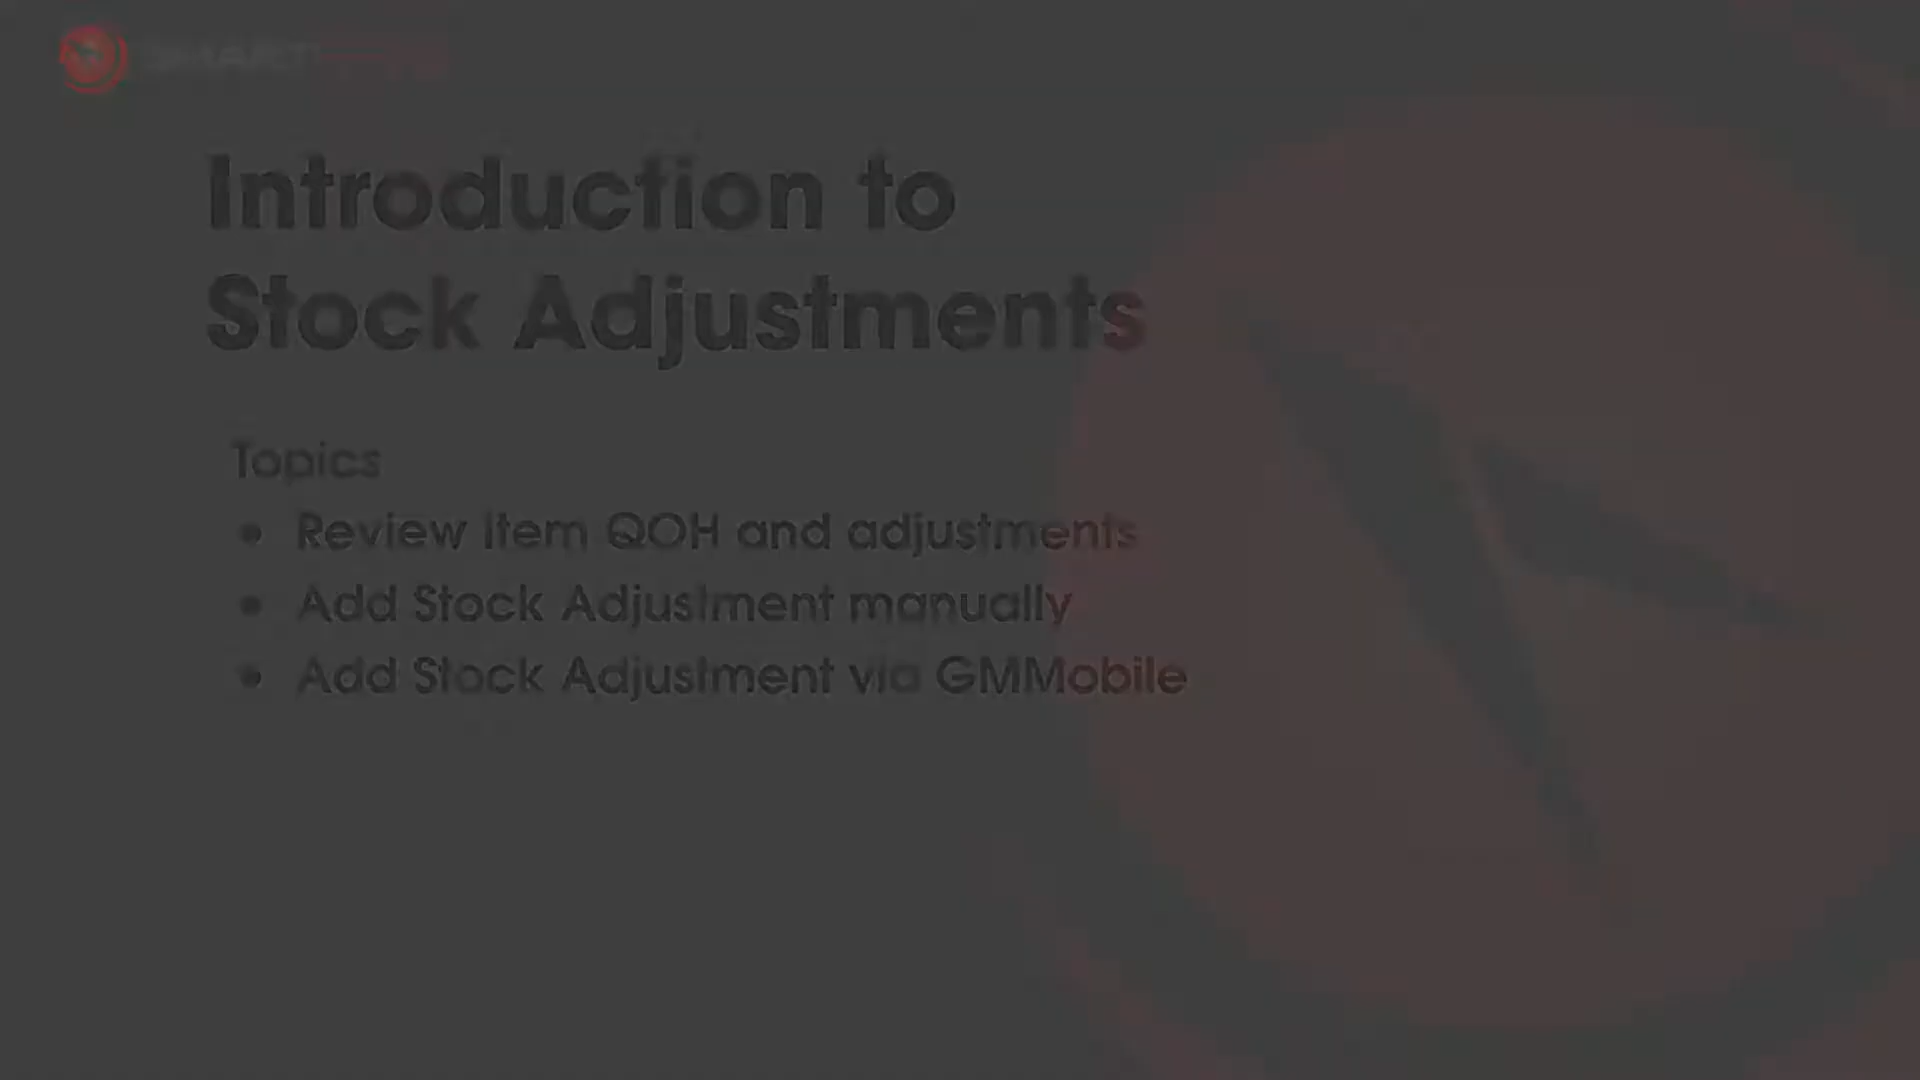 Introduction to
Stock Adjustments
Topics
• Review Item QOH and adjustments
• Add Stock Adjustment manually
• Add Stock Adjustment via GMMobile